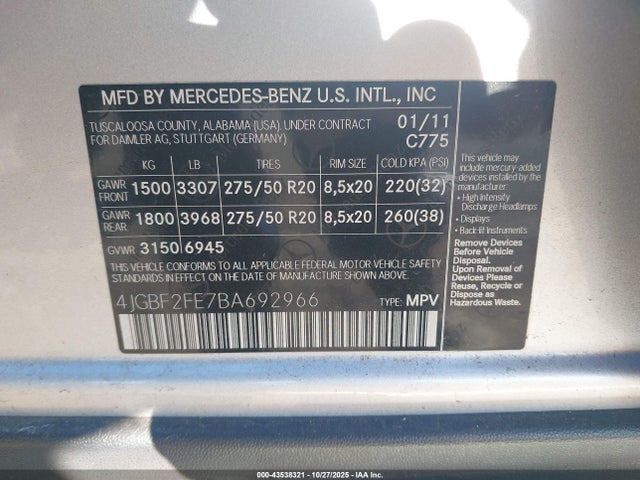 MFD BY MERCEDES-BENZ U.S. INTL., INC
TUSCALOOSA COUNTY, ALABAMA (USA), UNDER CONTRACT 01/11
FOR DAIMLER AG, STUTTGART (GERMANY) C775
KG LB TIRES RIM SIZE COLD KPA (PSI)
GAWR FRONT 1500 3307 275/50 R20 8,5x20 220(32)
GAWR REAR 1800 3968 275/50 R20 8,5x20 260(38)
GVWR 3150 6945
THIS VEHICLE CONFORMS TO ALL APPLICABLE FEDERAL MOTOR VEHICLE SAFETY
STANDARDS IN EFFECT ON THE DATE OF MANUFACTURE SHOWN ABOVE.
4JGBF2FE7BA692966 TYPE: MPV
This vehicle may
include mercury-added
devices installed by the
manufacturer:
• High Intensity
Discharge Headlamps
• Displays
• Back-lit Instruments
Remove Devices
Before Vehicle
Disposal.
Upon Removal of
Devices Please
Reuse, Recycle or
Dispose as
Hazardous Waste.
000-43538321 - 10/27/2025 - IAA Inc.